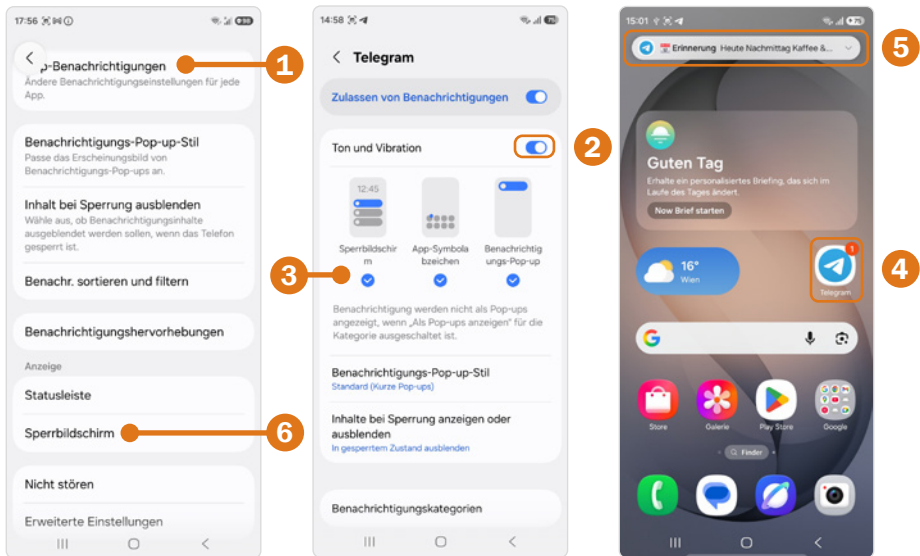 17:56
1
p-Benachrichtigungen
Ändere Benachrichtigungseinstellungen für jede
App.
Benachrichtigungs-Pop-up-Stil
Passe das Erscheinungsbild von
Benachrichtigungs-Pop-ups an.
Inhalt bei Sperrung ausblenden
Wähle aus, ob Benachrichtigungsinhalte
ausgeblendet werden sollen, wenn das Telefon
gesperrt ist.
Benachr. sortieren und filtern
Benachrichtigungshervorhebungen
Anzeige
Statusleiste
Sperrbildschirm
6
Nicht stören
Erweiterte Einstellungen
14:58
Telegram
Zulassen von Benachrichtigungen
Ton und Vibration
2
12:45
Sperrbildschir
m
App-Symbola
bzeichen
Benachrichtig
ungs-Pop-up
3
Benachrichtigung werden nicht als Pop-ups
angezeigt, wenn „Als Pop-ups anzeigen" für die
Kategorie ausgeschaltet ist.
Benachrichtigungs-Pop-up-Stil
Standard (Kurze Pop-ups)
Inhalte bei Sperrung anzeigen oder
ausblenden
In gesperrtem Zustand ausblenden
Benachrichtigungskategorien
15:01
Erinnerung Heute Nachmittag Kaffee &...
5
Guten Tag
Erhalte ein personalisiertes Briefing, das sich im
Laufe des Tages ändert.
Now Brief starten
16°
Wien
1
Telegram
4
Store
Galerie
Play Store
Google
Finder